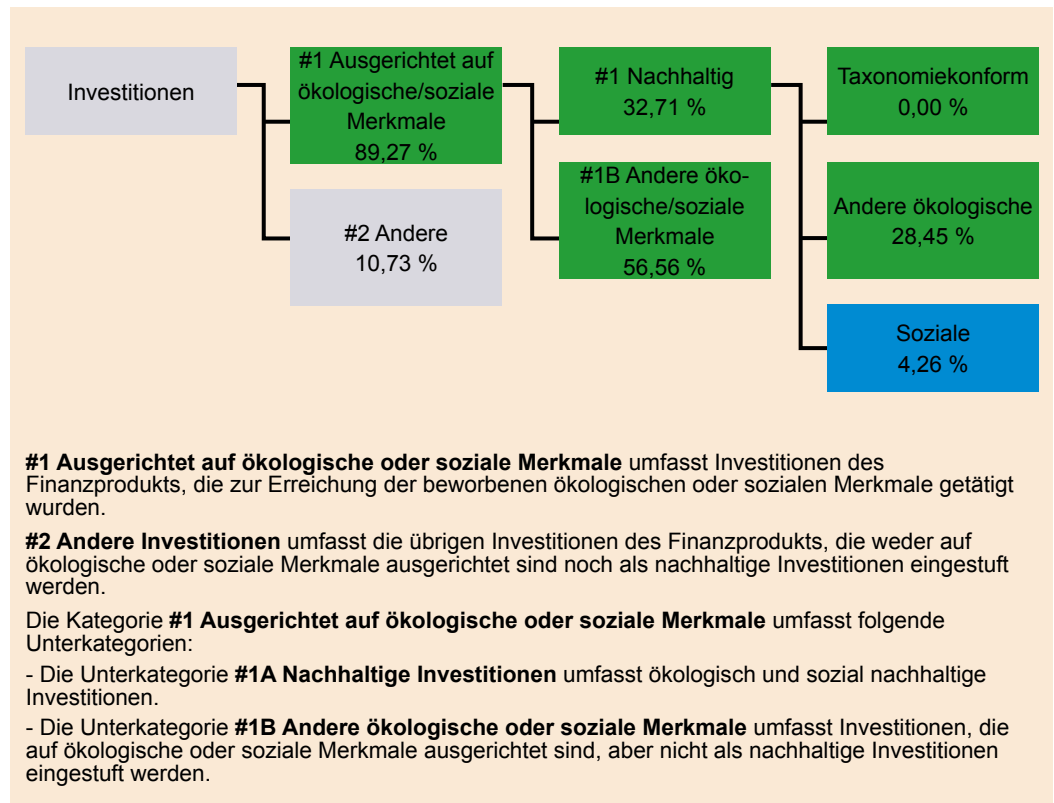 Investitionen
#1 Ausgerichtet auf
ökologische/soziale
Merkmale
89,27 %
#2 Andere
10,73 %
#1 Nachhaltig
32,71 %
#1B Andere öko-
logische/soziale
Merkmale
56,56 %
Taxonomiekonform
0,00 %
Andere ökologische
28,45 %
Soziale
4,26 %
#1 Ausgerichtet auf ökologische oder soziale Merkmale umfasst Investitionen des
Finanzprodukts, die zur Erreichung der beworbenen ökologischen oder sozialen Merkmale getätigt
wurden.
#2 Andere Investitionen umfasst die übrigen Investitionen des Finanzprodukts, die weder auf
ökologische oder soziale Merkmale ausgerichtet sind noch als nachhaltige Investitionen eingestuft
werden.
Die Kategorie #1 Ausgerichtet auf ökologische oder soziale Merkmale umfasst folgende
Unterkategorien:
- Die Unterkategorie #1A Nachhaltige Investitionen umfasst ökologisch und sozial nachhaltige
Investitionen.
- Die Unterkategorie #1B Andere ökologische oder soziale Merkmale umfasst Investitionen, die
auf ökologische oder soziale Merkmale ausgerichtet sind, aber nicht als nachhaltige Investitionen
eingestuft werden.